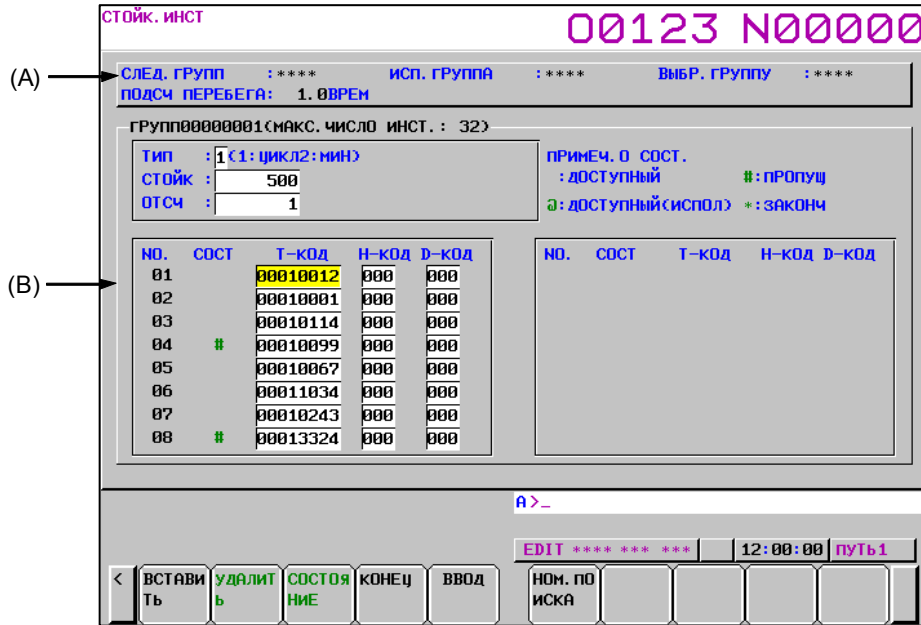 СТОЙК. ИНСТ
O0123 N00000
(A)
СЛЕД. ГРУПП :**** ИСП. ГРУППА :**** ВЫБР. ГРУППУ :****
ПОДСЧ ПЕРЕБЕГА: 1.0ВРЕМ
ГРУПП00000001(МАКС. ЧИСЛО ИНСТ.: 32)
ТИП :1(1:ЦИКЛ2:МИН)
СТОЙК : 500
ОТСЧ : 1
ПРИМЕЧ. О СОСТ.
:ДОСТУПНЫЙ #:ПРОПУЩ
@:ДОСТУПНЫЙ(ИСПОЛ) *:ЗАКОНЧ
(B)
NO. СОСТ Т-КОД Н-КОД D-КОД
01 00010012 000 000
02 00010001 000 000
03 00010114 000 000
04 # 00010099 000 000
05 00010067 000 000
06 00011034 000 000
07 00010243 000 000
08 # 00013324 000 000
NO. СОСТ Т-КОД Н-КОД D-КОД
A>_
EDIT **** *** *** 12:00:00 ПУТЬ1
< ВСТАВИ УДАЛИТ СОСТОЯ КОНЕЦ ВВОД НОМ. ПО
ТЬ Ь НИЕ ИСКА